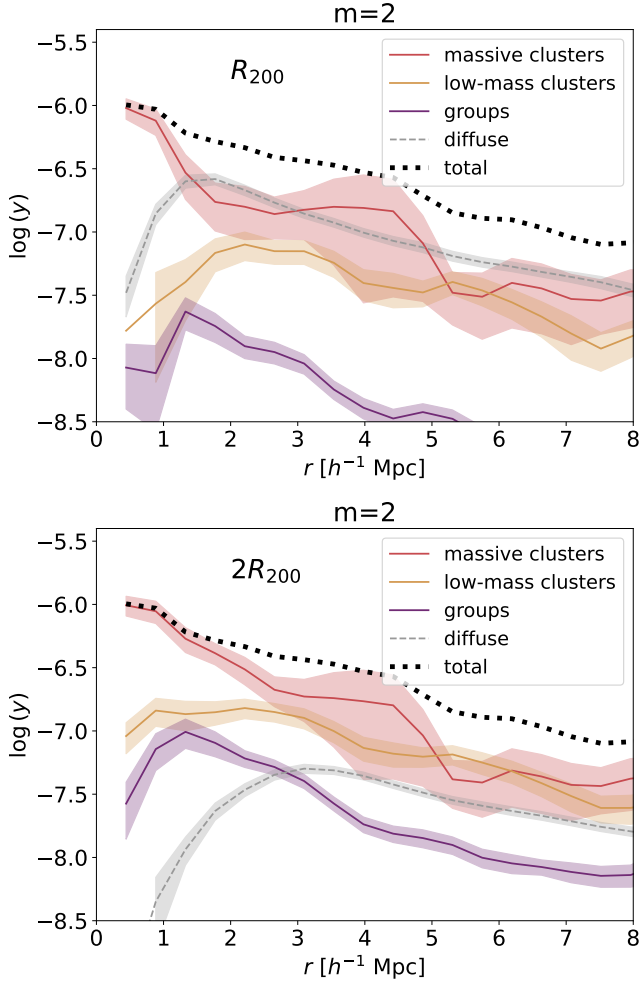 m=2
−5.5
−6.0
−6.5
−7.0
−7.5
−8.0
−8.5
log (y)
R200
massive clusters
low-mass clusters
groups
diffuse
total
0 1 2 3 4 5 6 7 8
r [h⁻¹ Mpc]
m=2
−5.5
−6.0
−6.5
−7.0
−7.5
−8.0
−8.5
log (y)
2R200
massive clusters
low-mass clusters
groups
diffuse
total
0 1 2 3 4 5 6 7 8
r [h⁻¹ Mpc]